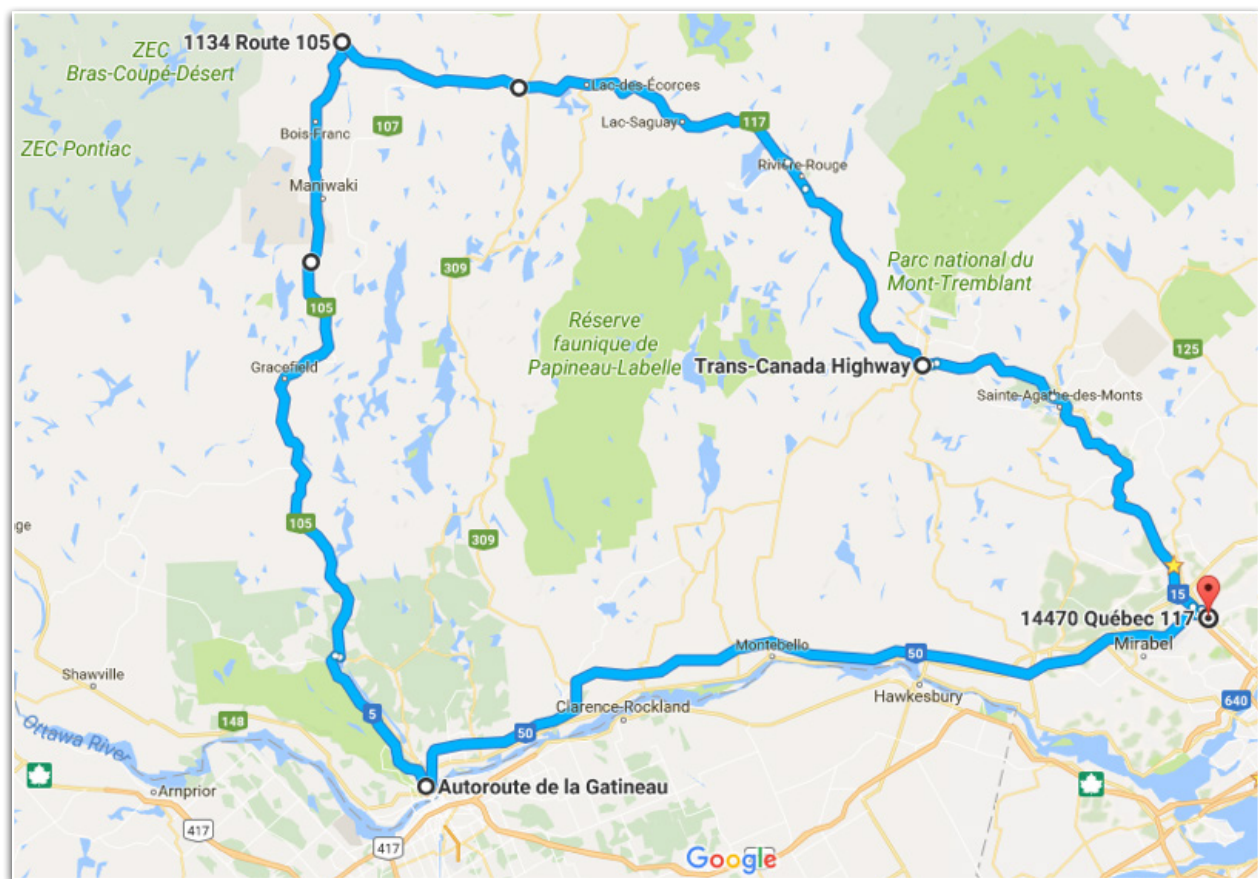 1134 Route 105
ZEC
Bras-Coupé-Désert
Lac-des-Écorces
Lac-Saguay
117
107
Bois-Franc
ZEC Pontiac
Rivière-Rouge
Maniwaki
Parc national du
Mont-Tremblant
309
105
Réserve
faunique de
Papineau-Labelle
125
Gracefield
Trans-Canada Highway
Sainte-Agathe-des-Monts
105
309
15
14470 Québec 117
Montebello
Mirabel
50
Shawville
Hawkesbury
640
5
Clarence-Rockland
148
50
Ottawa River
Autoroute de la Gatineau
Arnprior
417
417
Google